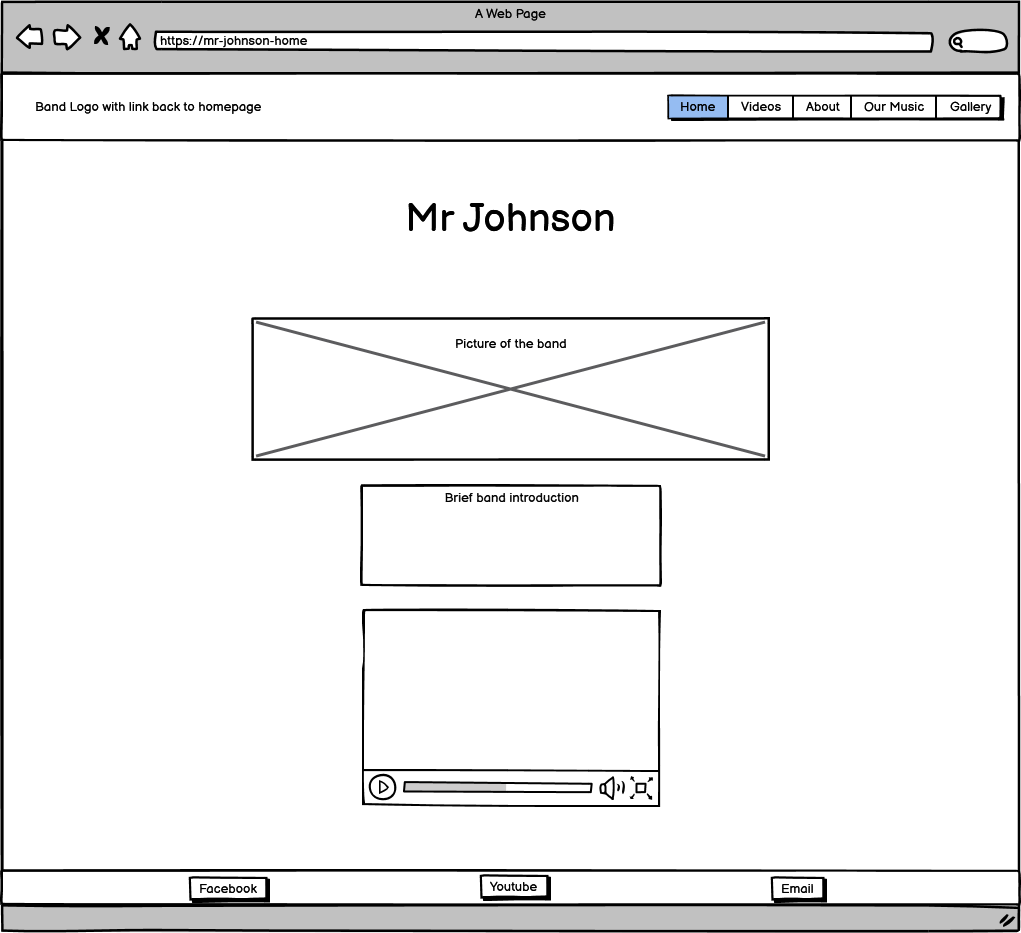 A Web Page
https://mr-johnson-home
Band Logo with link back to homepage
Home Videos About Our Music Gallery
Mr Johnson
Picture of the band
Brief band introduction
Facebook Youtube Email